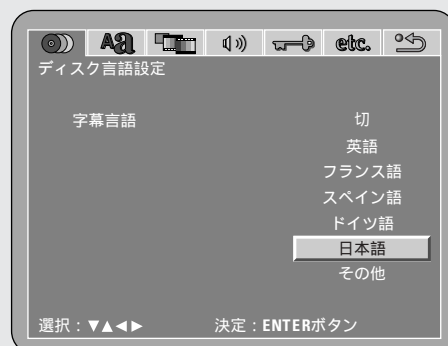 Aあ etc.
ディスク言語設定
字幕言語
切
英語
フランス語
スペイン語
ドイツ語
日本語
その他
選択：▼▲◀▶ 決定：ENTERボタン